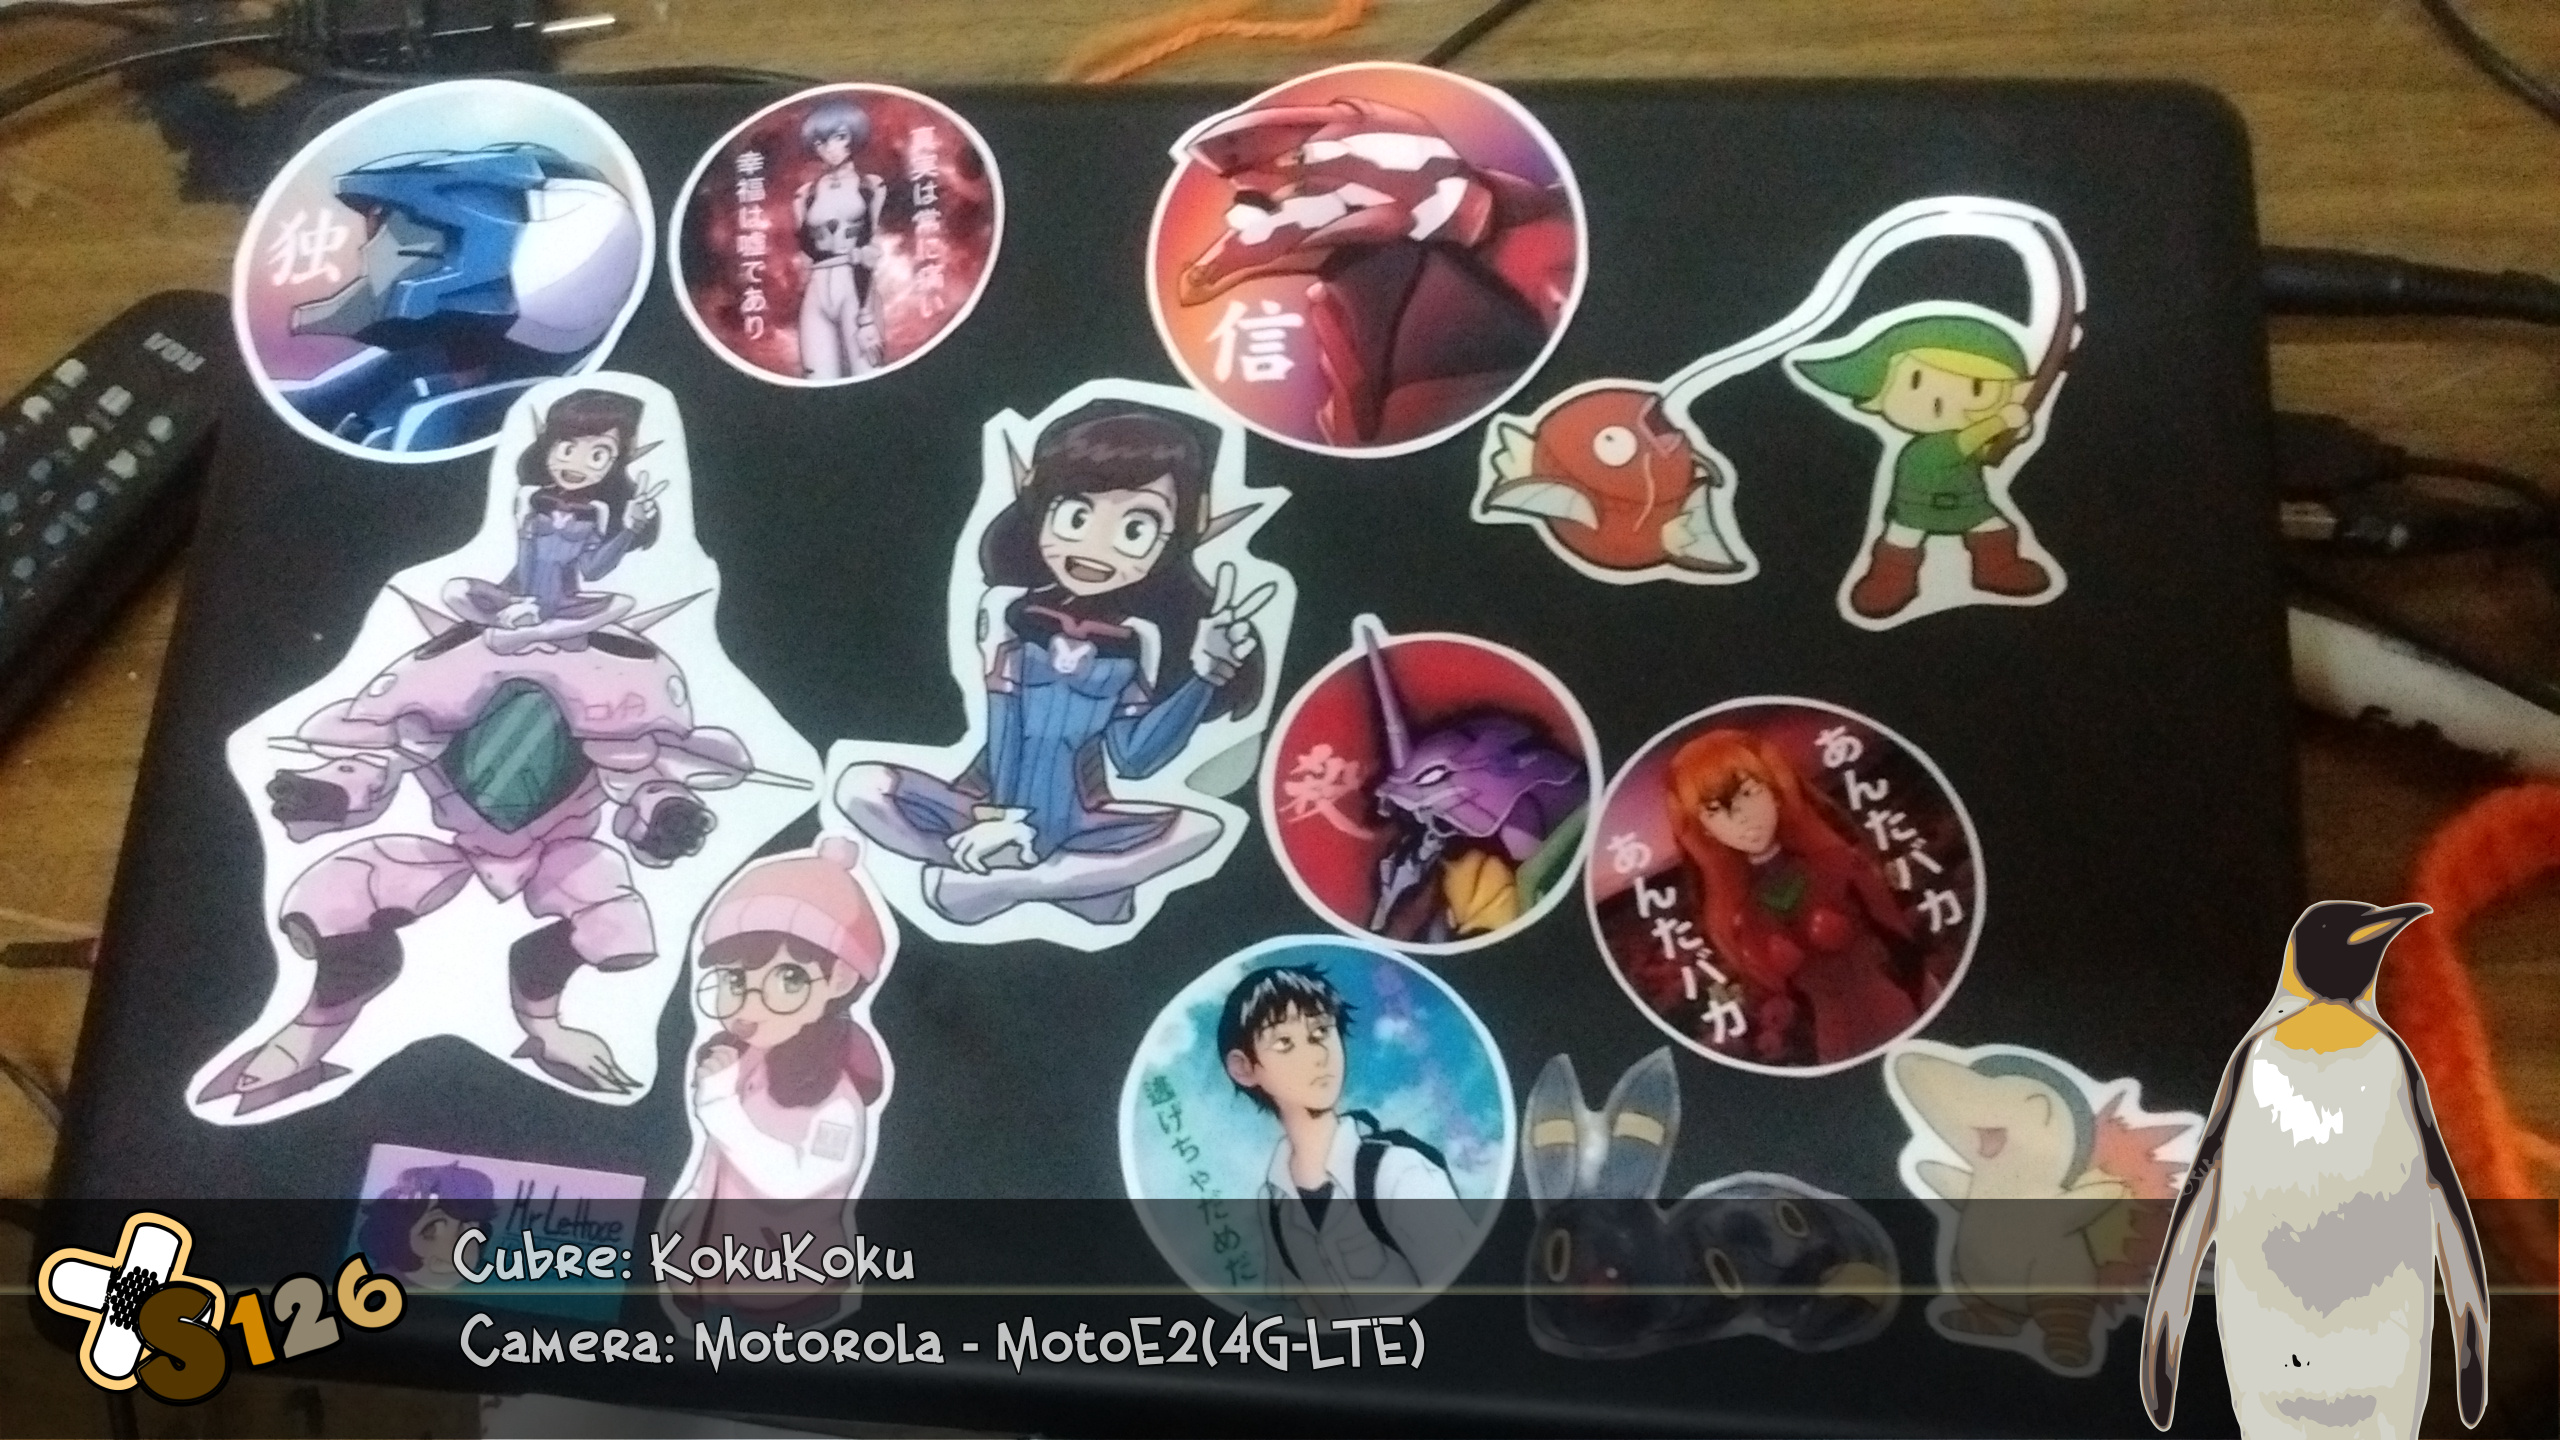 独
真実は常に痛い
幸福は嘘であり
信
殺
あんたバカ
あんたバカ
逃げちゃだめだ
Mr Lettore
S126
Cubre: KokuKoku
Camera: Motorola - MotoE2(4G-LTE)